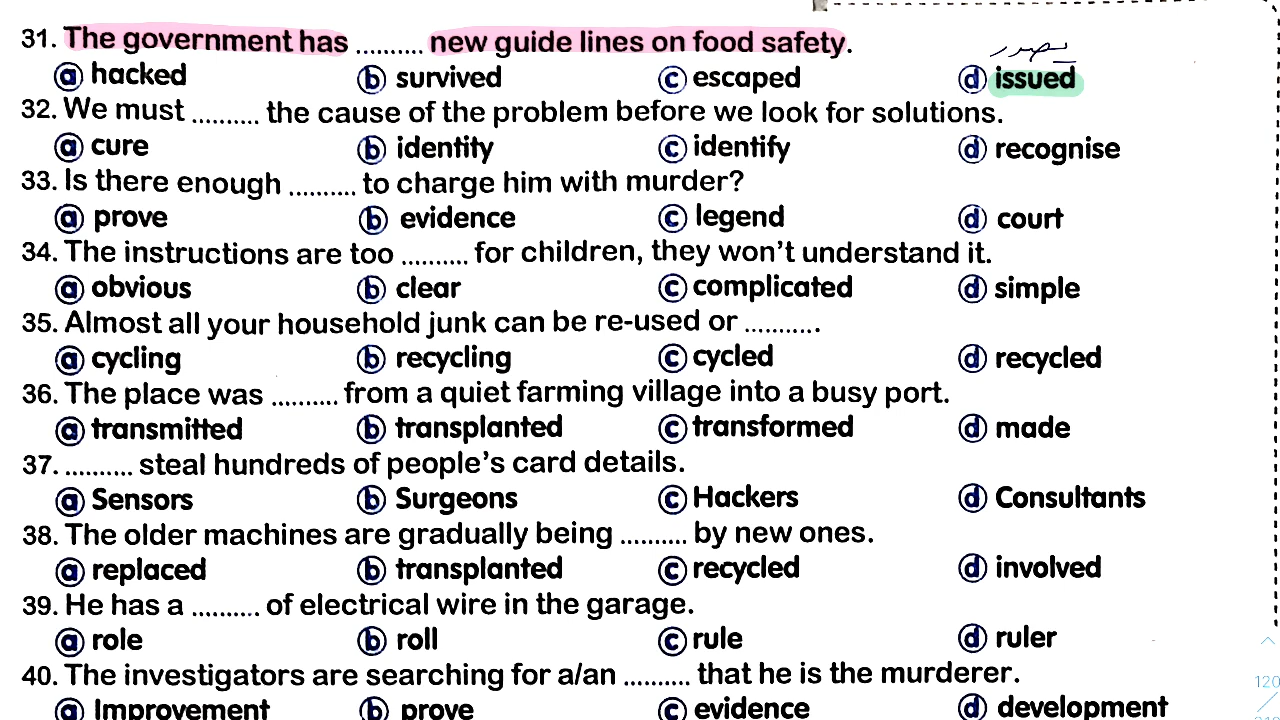 31. The government has .......... new guide lines on food safety.
ⓐ hacked ⓑ survived ⓒ escaped ⓓ issued
32. We must .......... the cause of the problem before we look for solutions.
ⓐ cure ⓑ identity ⓒ identify ⓓ recognise
33. Is there enough .......... to charge him with murder?
ⓐ prove ⓑ evidence ⓒ legend ⓓ court
34. The instructions are too .......... for children, they won't understand it.
ⓐ obvious ⓑ clear ⓒ complicated ⓓ simple
35. Almost all your household junk can be re-used or ...........
ⓐ cycling ⓑ recycling ⓒ cycled ⓓ recycled
36. The place was .......... from a quiet farming village into a busy port.
ⓐ transmitted ⓑ transplanted ⓒ transformed ⓓ made
37. .......... steal hundreds of people's card details.
ⓐ Sensors ⓑ Surgeons ⓒ Hackers ⓓ Consultants
38. The older machines are gradually being .......... by new ones.
ⓐ replaced ⓑ transplanted ⓒ recycled ⓓ involved
39. He has a .......... of electrical wire in the garage.
ⓐ role ⓑ roll ⓒ rule ⓓ ruler
40. The investigators are searching for a/an .......... that he is the murderer.
ⓐ Improvement ⓑ prove ⓒ evidence ⓓ development
120